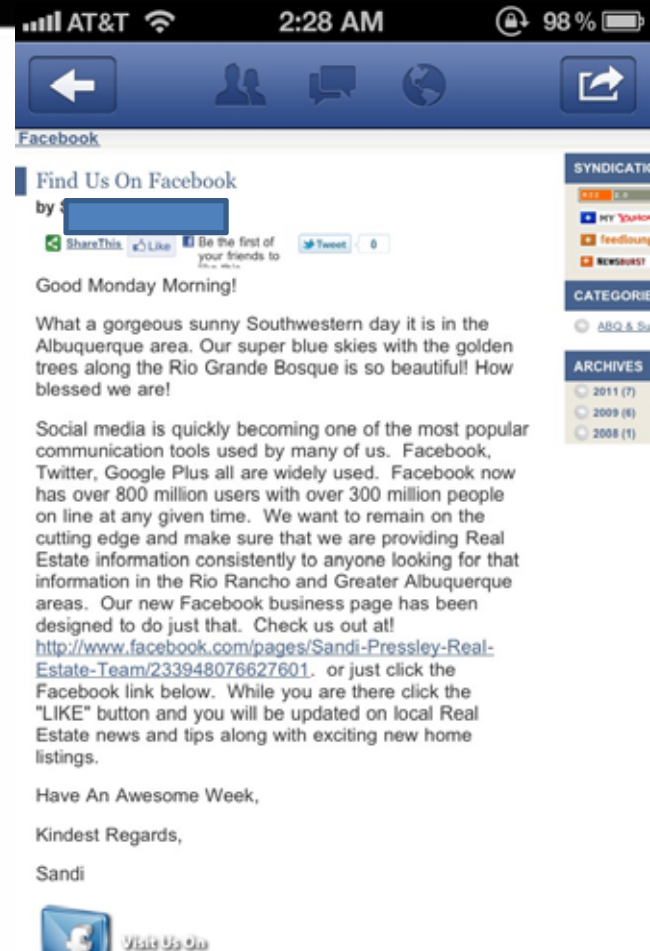 AT&T 2:28 AM 98%
Facebook
Find Us On Facebook
by
ShareThis Like Be the first of Tweet 0
your friends to
Good Monday Morning!
What a gorgeous sunny Southwestern day it is in the
Albuquerque area. Our super blue skies with the golden
trees along the Rio Grande Bosque is so beautiful! How
blessed we are!
Social media is quickly becoming one of the most popular
communication tools used by many of us. Facebook,
Twitter, Google Plus all are widely used. Facebook now
has over 800 million users with over 300 million people
on line at any given time. We want to remain on the
cutting edge and make sure that we are providing Real
Estate information consistently to anyone looking for that
information in the Rio Rancho and Greater Albuquerque
areas. Our new Facebook business page has been
designed to do just that. Check us out at!
http://www.facebook.com/pages/Sandi-Pressley-Real-
Estate-Team/233948076627601. or just click the
Facebook link below. While you are there click the
"LIKE" button and you will be updated on local Real
Estate news and tips along with exciting new home
listings.
Have An Awesome Week,
Kindest Regards,
Sandi
Visit Us On
SYNDICATIO
RSS 2.0
MY Yahoo
feedloung
NEWSBURST
CATEGORIE
ABQ & Su
ARCHIVES
2011 (7)
2009 (6)
2008 (1)